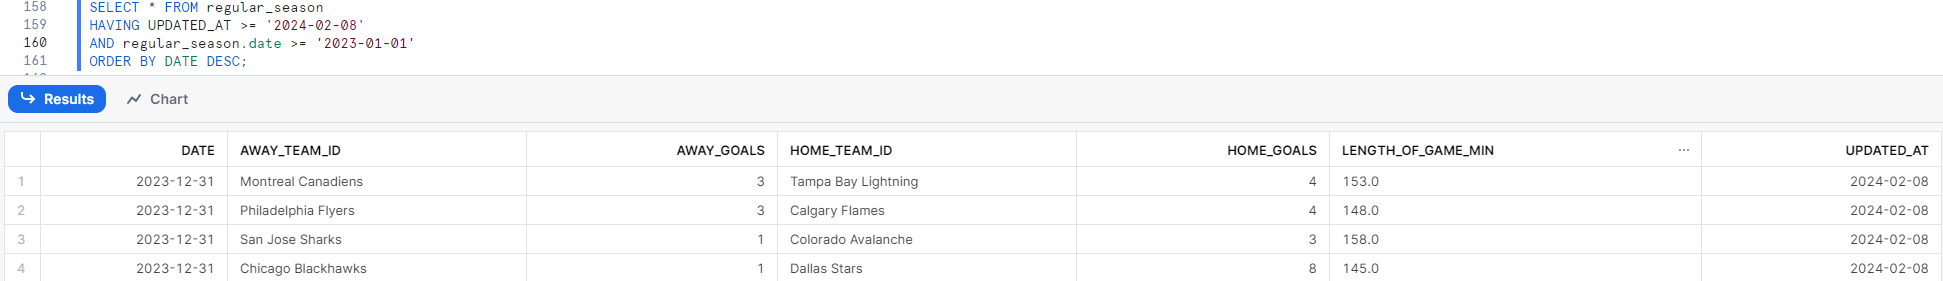 158 SELECT * FROM regular_season
159 HAVING UPDATED_AT >= '2024-02-08'
160 AND regular_season.date >= '2023-01-01'
161 ORDER BY DATE DESC;
Results Chart
DATE AWAY_TEAM_ID AWAY_GOALS HOME_TEAM_ID HOME_GOALS LENGTH_OF_GAME_MIN ... UPDATED_AT
1 2023-12-31 Montreal Canadiens 3 Tampa Bay Lightning 4 153.0 2024-02-08
2 2023-12-31 Philadelphia Flyers 3 Calgary Flames 4 148.0 2024-02-08
3 2023-12-31 San Jose Sharks 1 Colorado Avalanche 3 158.0 2024-02-08
4 2023-12-31 Chicago Blackhawks 1 Dallas Stars 8 145.0 2024-02-08